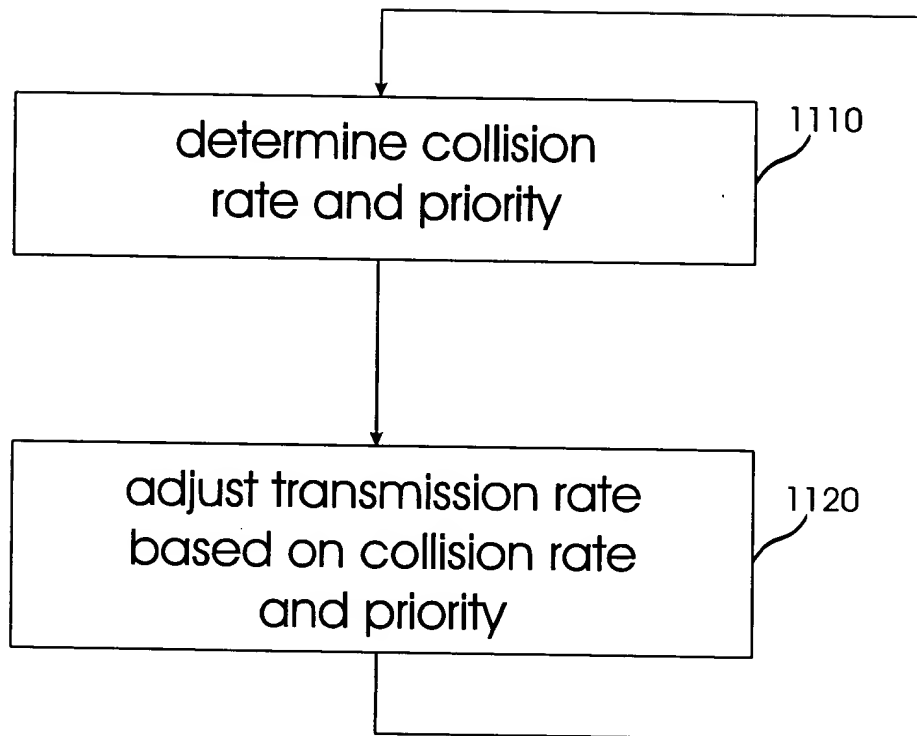 determine collision
rate and priority
1110
adjust transmission rate
based on collision rate
and priority
1120